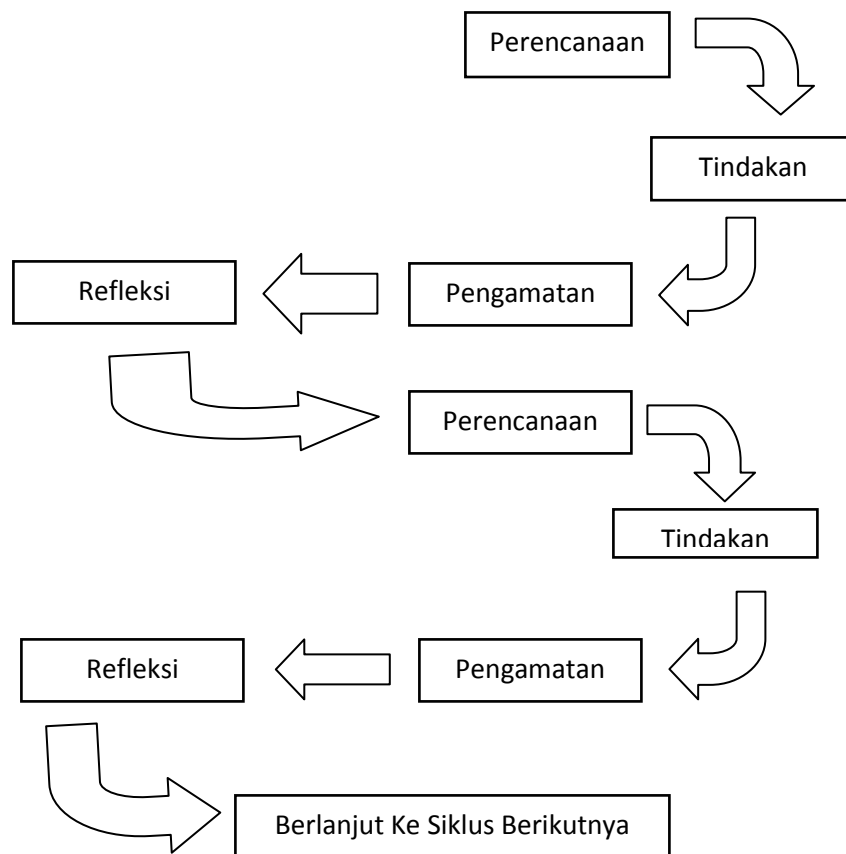 Perencanaan
Tindakan
Pengamatan
Refleksi
Perencanaan
Tindakan
Pengamatan
Refleksi
Berlanjut Ke Siklus Berikutnya